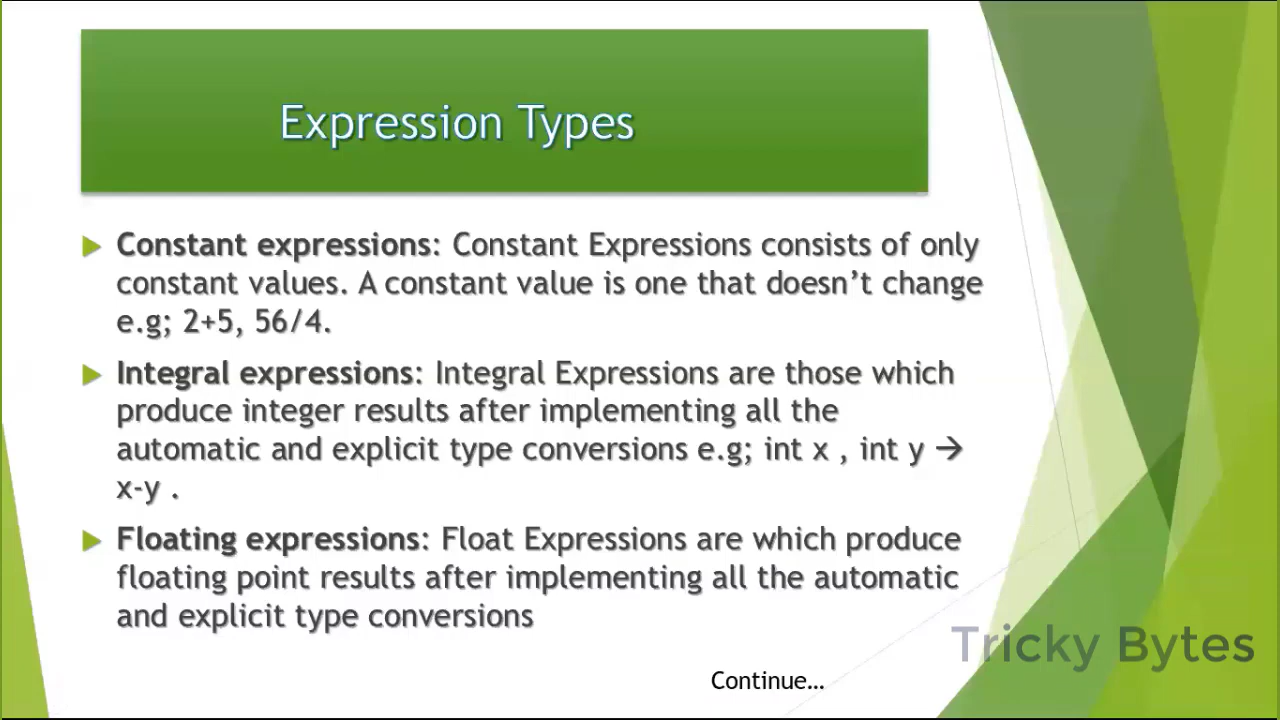 Expression Types
Constant expressions: Constant Expressions consists of only
constant values. A constant value is one that doesn’t change
e.g; 2+5, 56/4.
Integral expressions: Integral Expressions are those which
produce integer results after implementing all the
automatic and explicit type conversions e.g; int x , int y →
x-y .
Floating expressions: Float Expressions are which produce
floating point results after implementing all the automatic
and explicit type conversions
Tricky Bytes
Continue…